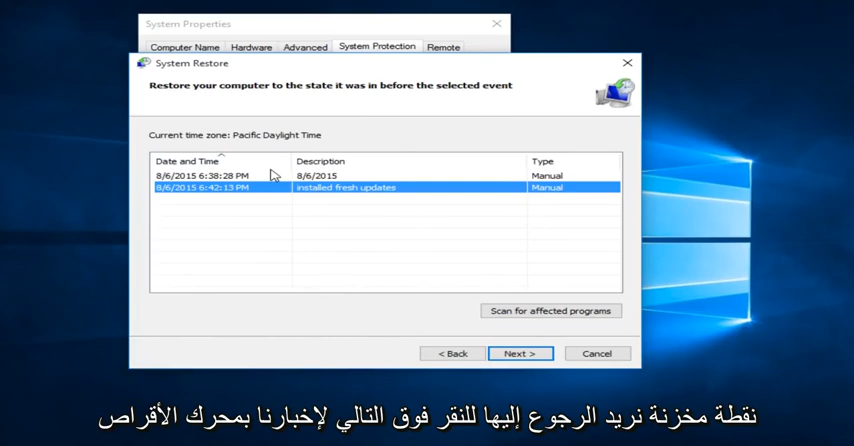 System Properties
Computer Name Hardware Advanced System Protection Remote
System Restore
Restore your computer to the state it was in before the selected event
Current time zone: Pacific Daylight Time
Date and Time Description Type
8/6/2015 6:38:28 PM 8/6/2015 Manual
8/6/2015 6:42:13 PM installed fresh updates Manual
Scan for affected programs
< Back Next > Cancel
نقطة مخزنة نريد الرجوع إليها للنقر فوق التالي لإخبارنا بمحرك الأقراص